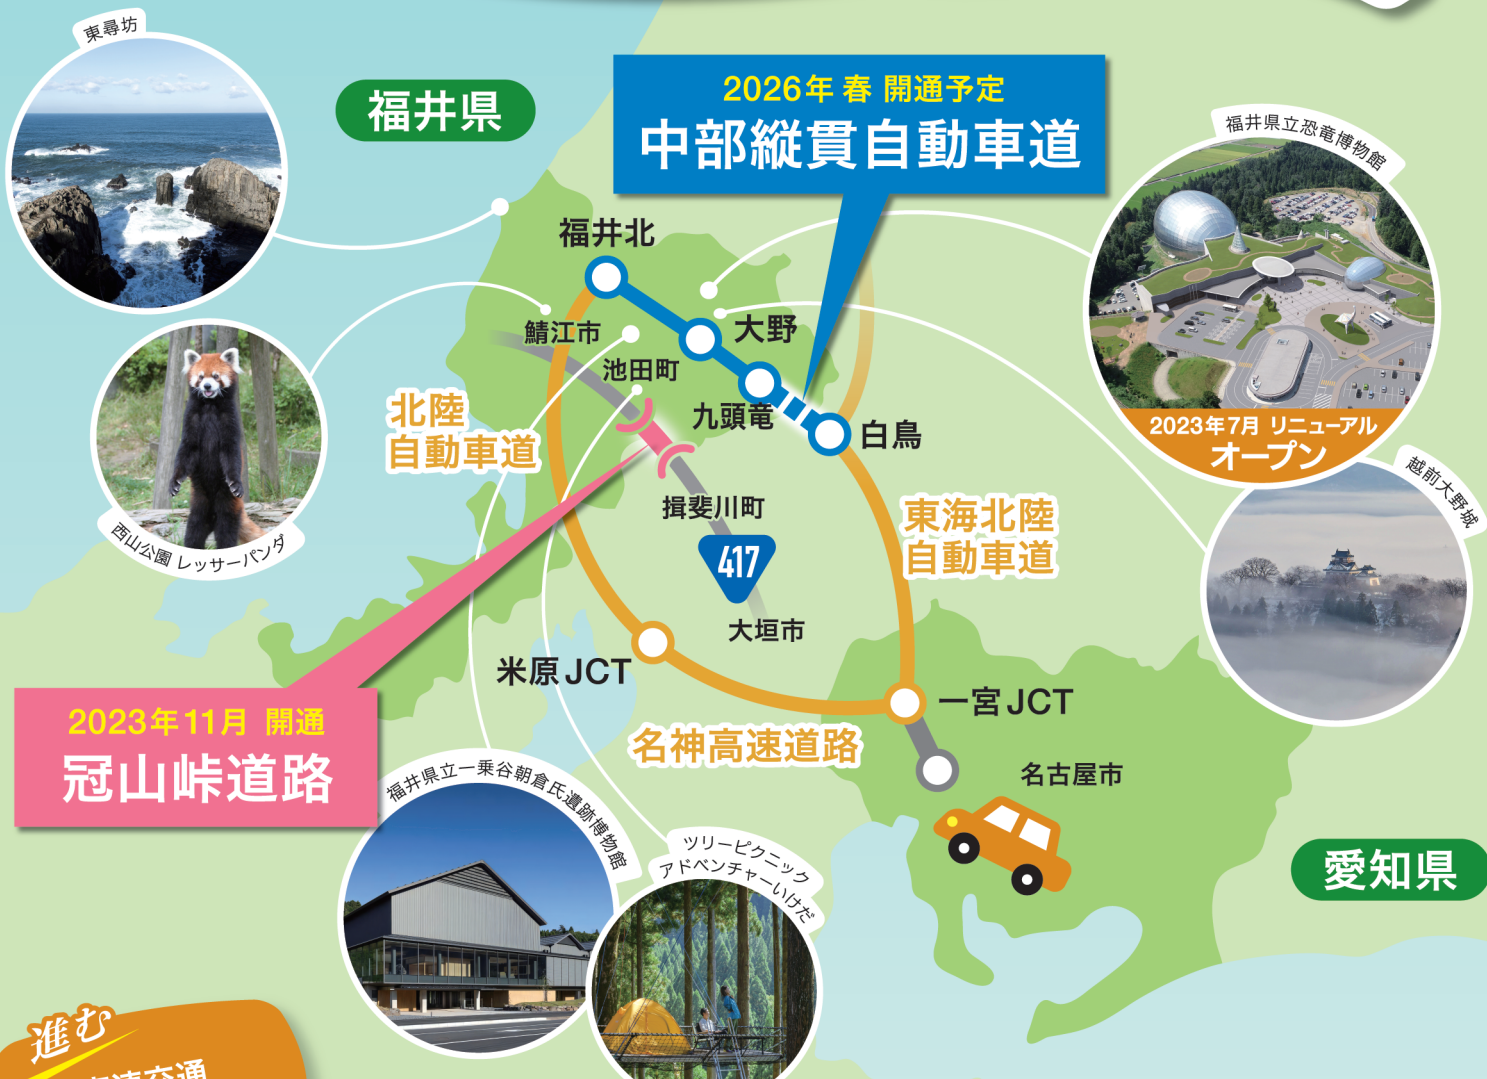 東尋坊
福井県
2026年 春 開通予定
中部縦貫自動車道
福井県立恐竜博物館
2023年7月 リニューアル
オープン
福井北
鯖江市
大野
池田町
九頭竜
白鳥
北陸
自動車道
西山公園 レッサーパンダ
越前大野城
揖斐川町
417
東海北陸
自動車道
大垣市
米原JCT
一宮JCT
2023年11月 開通
冠山峠道路
名神高速道路
名古屋市
福井県立一乗谷朝倉氏遺跡博物館
ツリーピクニック
アドベンチャーいけだ
愛知県
進む